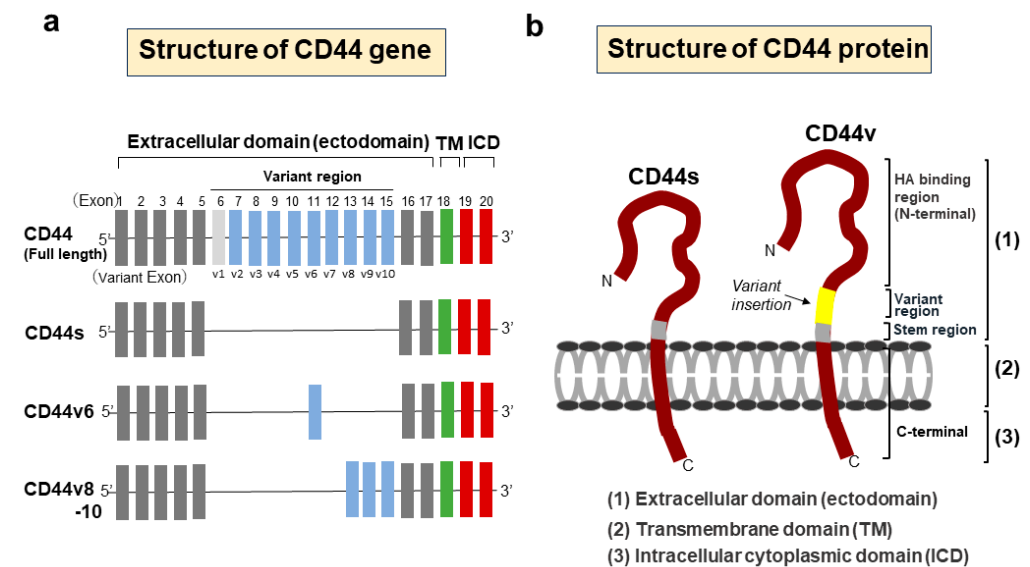 a
Structure of CD44 gene
Extracellular domain (ectodomain) TM ICD
Variant region
(Exon) 1 2 3 4 5 6 7 8 9 10 11 12 13 14 15 16 17 18 19 20
CD44 5’ 3’
(Full length)
(Variant Exon) v1 v2 v3 v4 v5 v6 v7 v8 v9 v10
CD44s 5’ 3’
CD44v6 5’ 3’
CD44v8 5’ 3’
-10
b
Structure of CD44 protein
CD44v
CD44s
HA binding
region
(N-terminal)
(1)
N
N
Variant
insertion
Variant
region
Stem region
(2)
C-terminal
(3)
C
C
(1) Extracellular domain (ectodomain)
(2) Transmembrane domain (TM)
(3) Intracellular cytoplasmic domain (ICD)